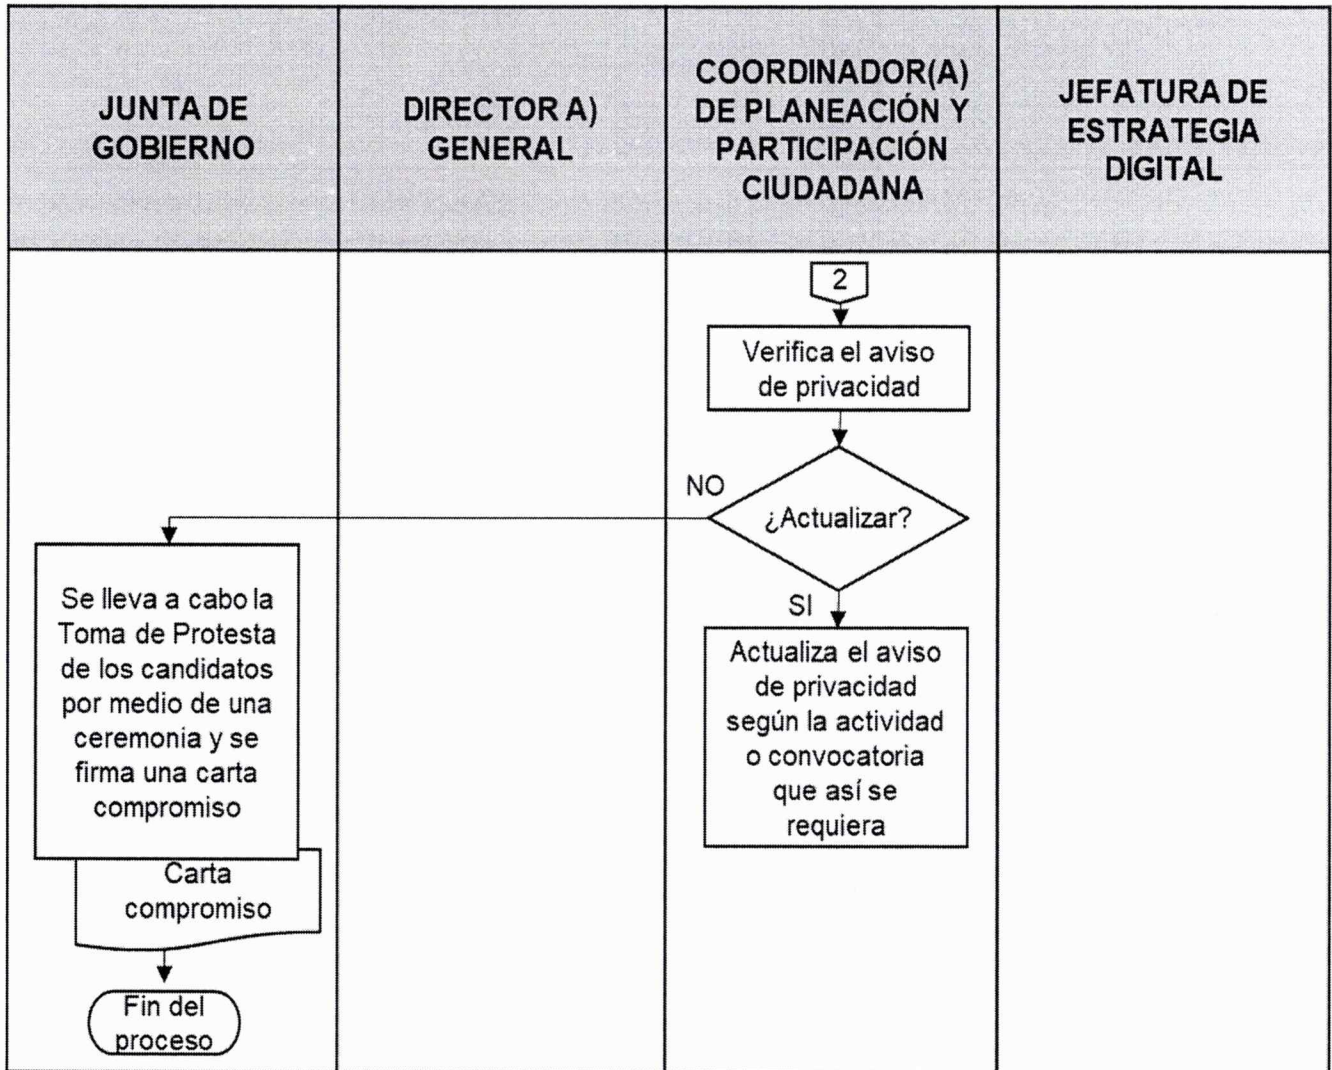 JUNTA DE
GOBIERNO
DIRECTOR A)
GENERAL
COORDINADOR(A)
DE PLANEACIÓN Y
PARTICIPACIÓN
CIUDADANA
JEFATURA DE
ESTRATEGIA
DIGITAL
2
Verifica el aviso
de privacidad
NO
¿Actualizar?
SI
Se lleva a cabo la
Toma de Protesta
de los candidatos
por medio de una
ceremonia y se
firma una carta
compromiso
Actualiza el aviso
de privacidad
según la actividad
o convocatoria
que así se
requiera
Carta
compromiso
Fin del
proceso